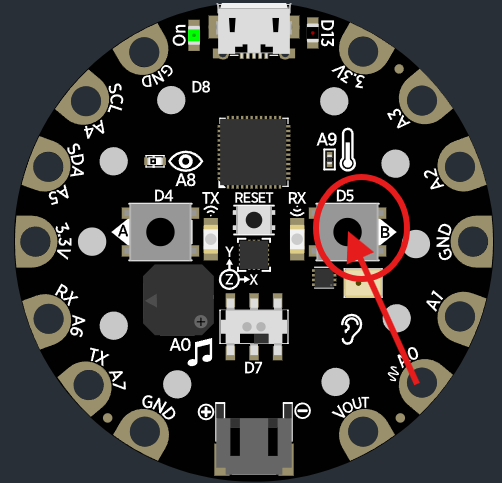 On
D13
GND
3.3V
SCL
A4
D8
A3
SDA
A5
A8
A9
A2
D4
TX
RESET
RX
D5
A
B
3.3V
GND
Y
Z
X
RX
A6
A1
A0
D7
A0
TX
A7
GND
VOUT